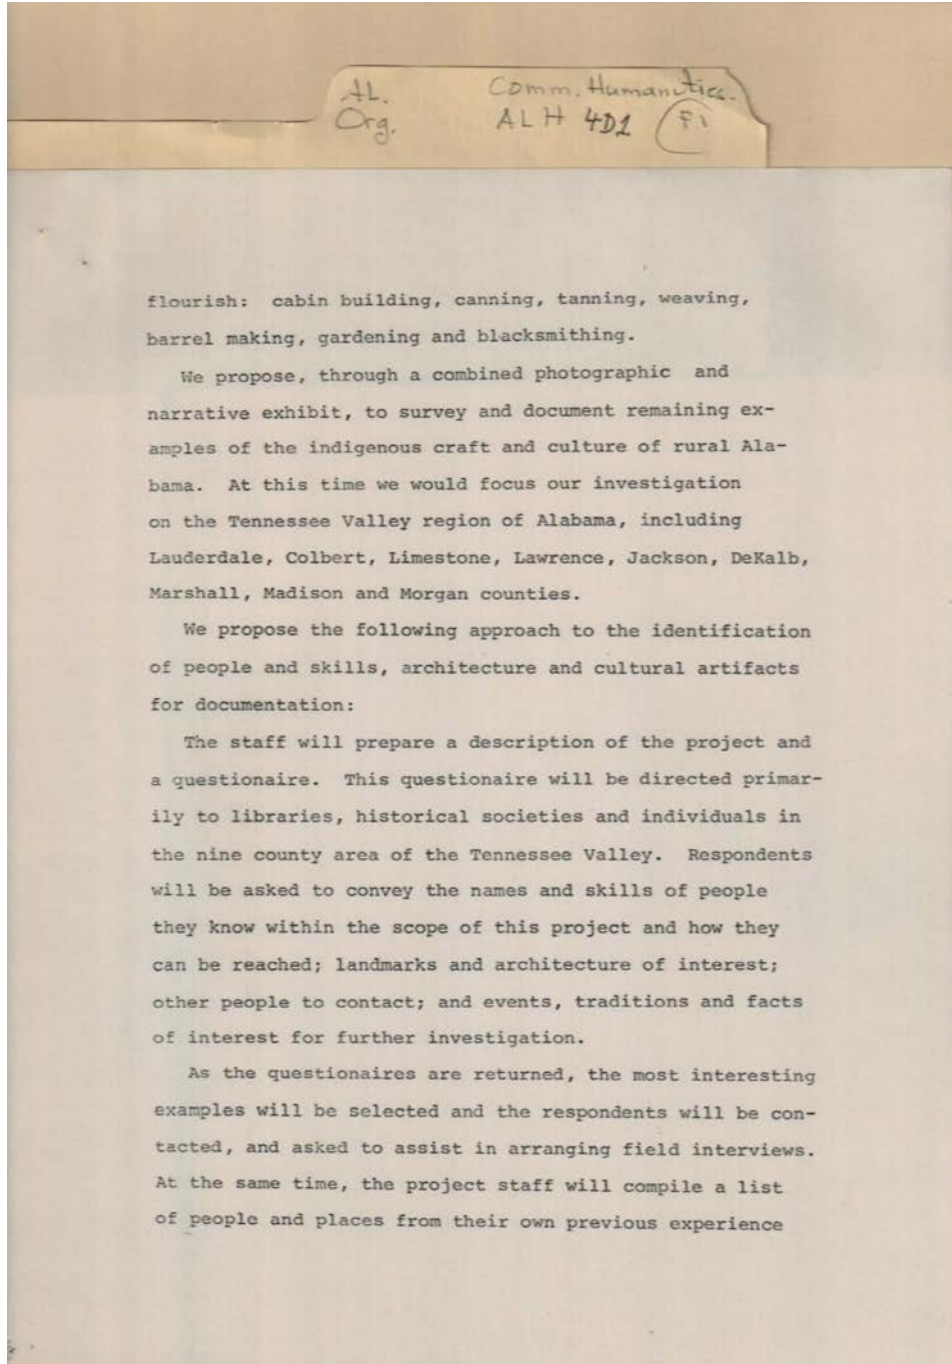 AL. Comm. Humanities.
Org. ALH 4D1 F1
flourish: cabin building, canning, tanning, weaving,
barrel making, gardening and blacksmithing.
We propose, through a combined photographic and
narrative exhibit, to survey and document remaining ex-
amples of the indigenous craft and culture of rural Ala-
bama. At this time we would focus our investigation
on the Tennessee Valley region of Alabama, including
Lauderdale, Colbert, Limestone, Lawrence, Jackson, DeKalb,
Marshall, Madison and Morgan counties.
We propose the following approach to the identification
of people and skills, architecture and cultural artifacts
for documentation:
The staff will prepare a description of the project and
a questionaire. This questionaire will be directed primar-
ily to libraries, historical societies and individuals in
the nine county area of the Tennessee Valley. Respondents
will be asked to convey the names and skills of people
they know within the scope of this project and how they
can be reached; landmarks and architecture of interest;
other people to contact; and events, traditions and facts
of interest for further investigation.
As the questionaires are returned, the most interesting
examples will be selected and the respondents will be con-
tacted, and asked to assist in arranging field interviews.
At the same time, the project staff will compile a list
of people and places from their own previous experience